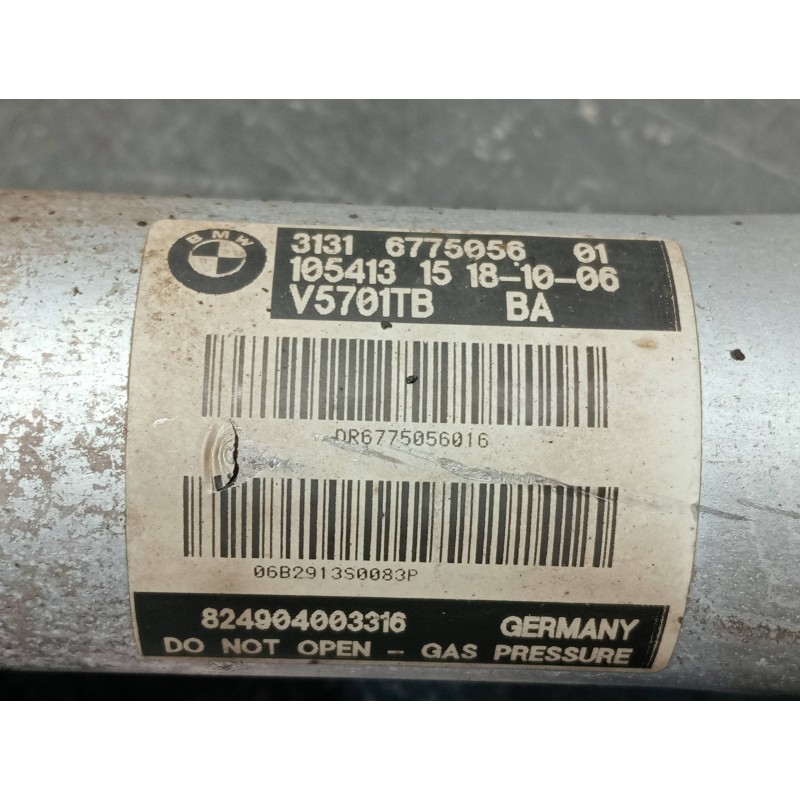 BMW
3131 6775056 01
105413 15 18-10-06
V5701TB BA
DR6775056016
06B2913S0083P
824904003316 GERMANY
DO NOT OPEN - GAS PRESSURE